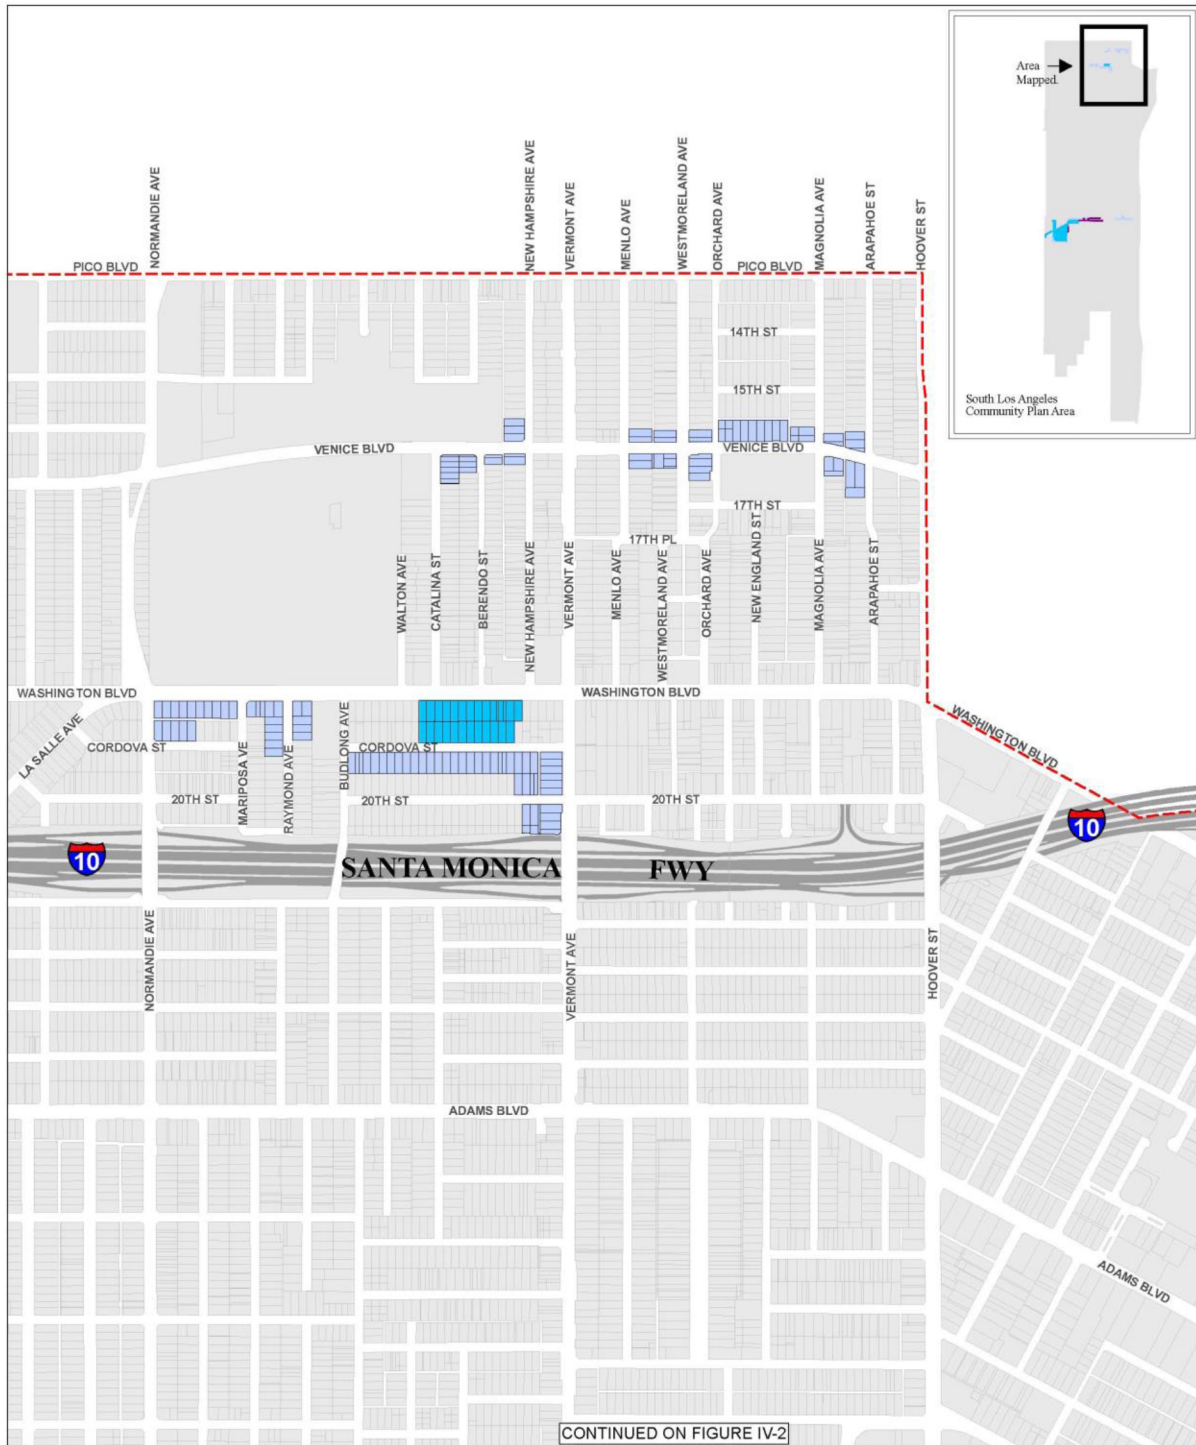 Area
Mapped.
South Los Angeles
Community Plan Area
NORMANDIE AVE
NEW HAMPSHIRE AVE
VERMONT AVE
MENLO AVE
WESTMORELAND AVE
ORCHARD AVE
MAGNOLIA AVE
ARAPAHOE ST
HOOVER ST
PICO BLVD
PICO BLVD
14TH ST
15TH ST
VENICE BLVD
VENICE BLVD
17TH ST
17TH PL
WALTON AVE
CATALINA ST
BERENDO ST
NEW HAMPSHIRE AVE
VERMONT AVE
MENLO AVE
WESTMORELAND AVE
ORCHARD AVE
NEW ENGLAND ST
MAGNOLIA AVE
ARAPAHOE ST
WASHINGTON BLVD
WASHINGTON BLVD
WASHINGTON BLVD
LA SALLE AVE
CORDOVA ST
MARIPOSA VE
RAYMOND AVE
BUDLONG AVE
CORDOVA ST
20TH ST
20TH ST
20TH ST
10
SANTA MONICA FWY
10
NORMANDIE AVE
VERMONT AVE
HOOVER ST
ADAMS BLVD
ADAMS BLVD
CONTINUED ON FIGURE IV-2